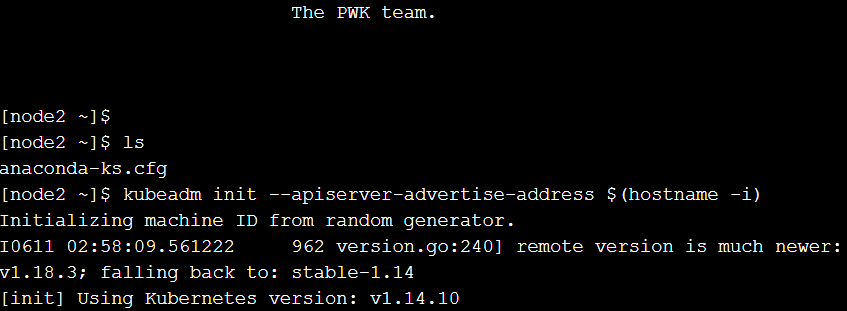 The PWK team.
[node2 ~]$
[node2 ~]$ ls
anaconda-ks.cfg
[node2 ~]$ kubeadm init --apiserver-advertise-address $(hostname -i)
Initializing machine ID from random generator.
I0611 02:58:09.561222     962 version.go:240] remote version is much newer:
v1.18.3; falling back to: stable-1.14
[init] Using Kubernetes version: v1.14.10